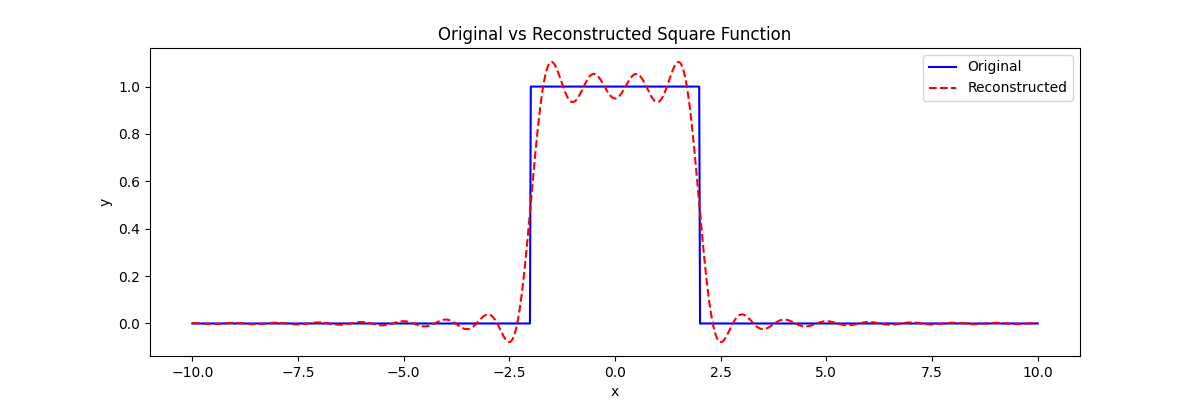 Original vs Reconstructed Square Function
Original
Reconstructed
1.0
0.8
0.6
0.4
0.2
0.0
y
−10.0 −7.5 −5.0 −2.5 0.0 2.5 5.0 7.5 10.0
x